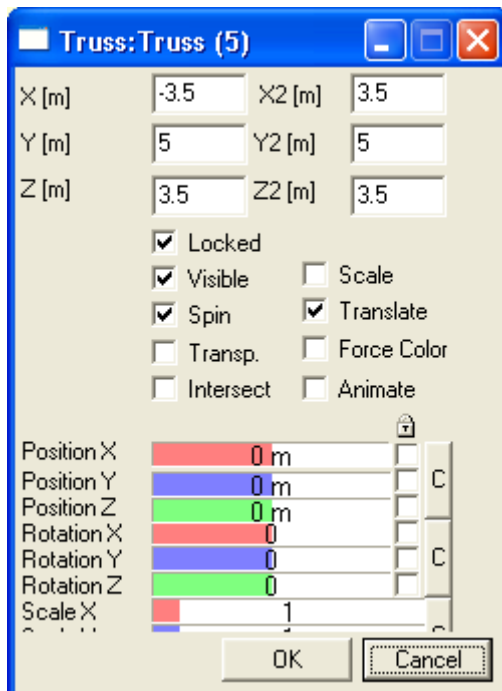 Truss:Truss (5)
X [m] -3.5 X2 [m] 3.5
Y [m] 5 Y2 [m] 5
Z [m] 3.5 Z2 [m] 3.5
Locked
Visible Scale
Spin Translate
Transp. Force Color
Intersect Animate
Position X 0 m
Position Y 0 m C
Position Z 0 m
Rotation X 0
Rotation Y 0 C
Rotation Z 0
Scale X 1
OK Cancel